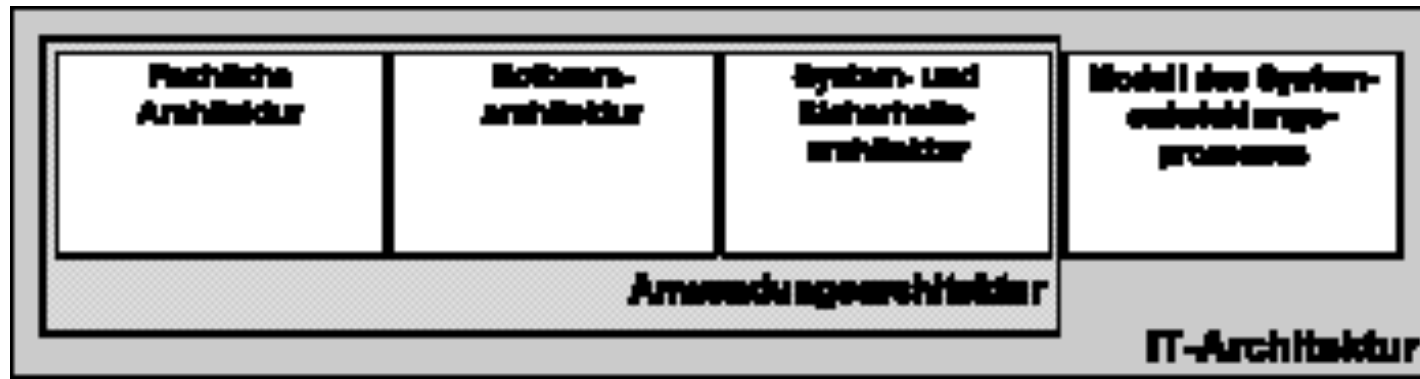 Fachliche
Architektur
Software-
architektur
System- und
Sicherheits-
architektur
Modell des System-
entwicklungs-
prozesses
Anwendungsarchitektur
IT-Architektur